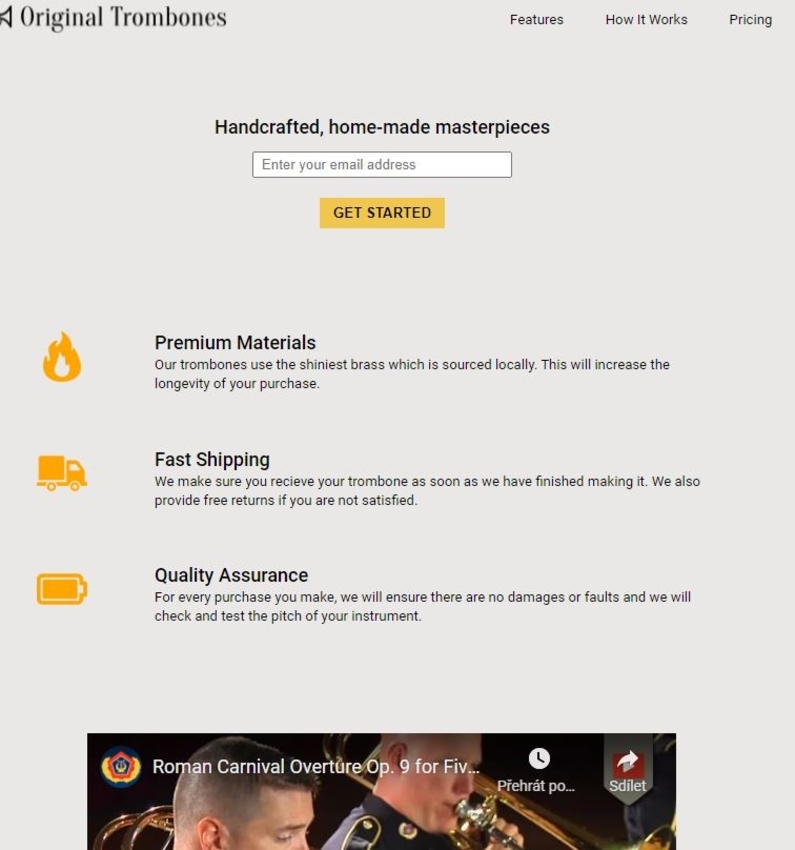 Original Trombones
Features
How It Works
Pricing
Handcrafted, home-made masterpieces
Enter your email address
GET STARTED
Premium Materials
Our trombones use the shiniest brass which is sourced locally. This will increase the
longevity of your purchase.
Fast Shipping
We make sure you recieve your trombone as soon as we have finished making it. We also
provide free returns if you are not satisfied.
Quality Assurance
For every purchase you make, we will ensure there are no damages or faults and we will
check and test the pitch of your instrument.
Roman Carnival Overture Op. 9 for Fiv...
Přehrát po...
Sdílet